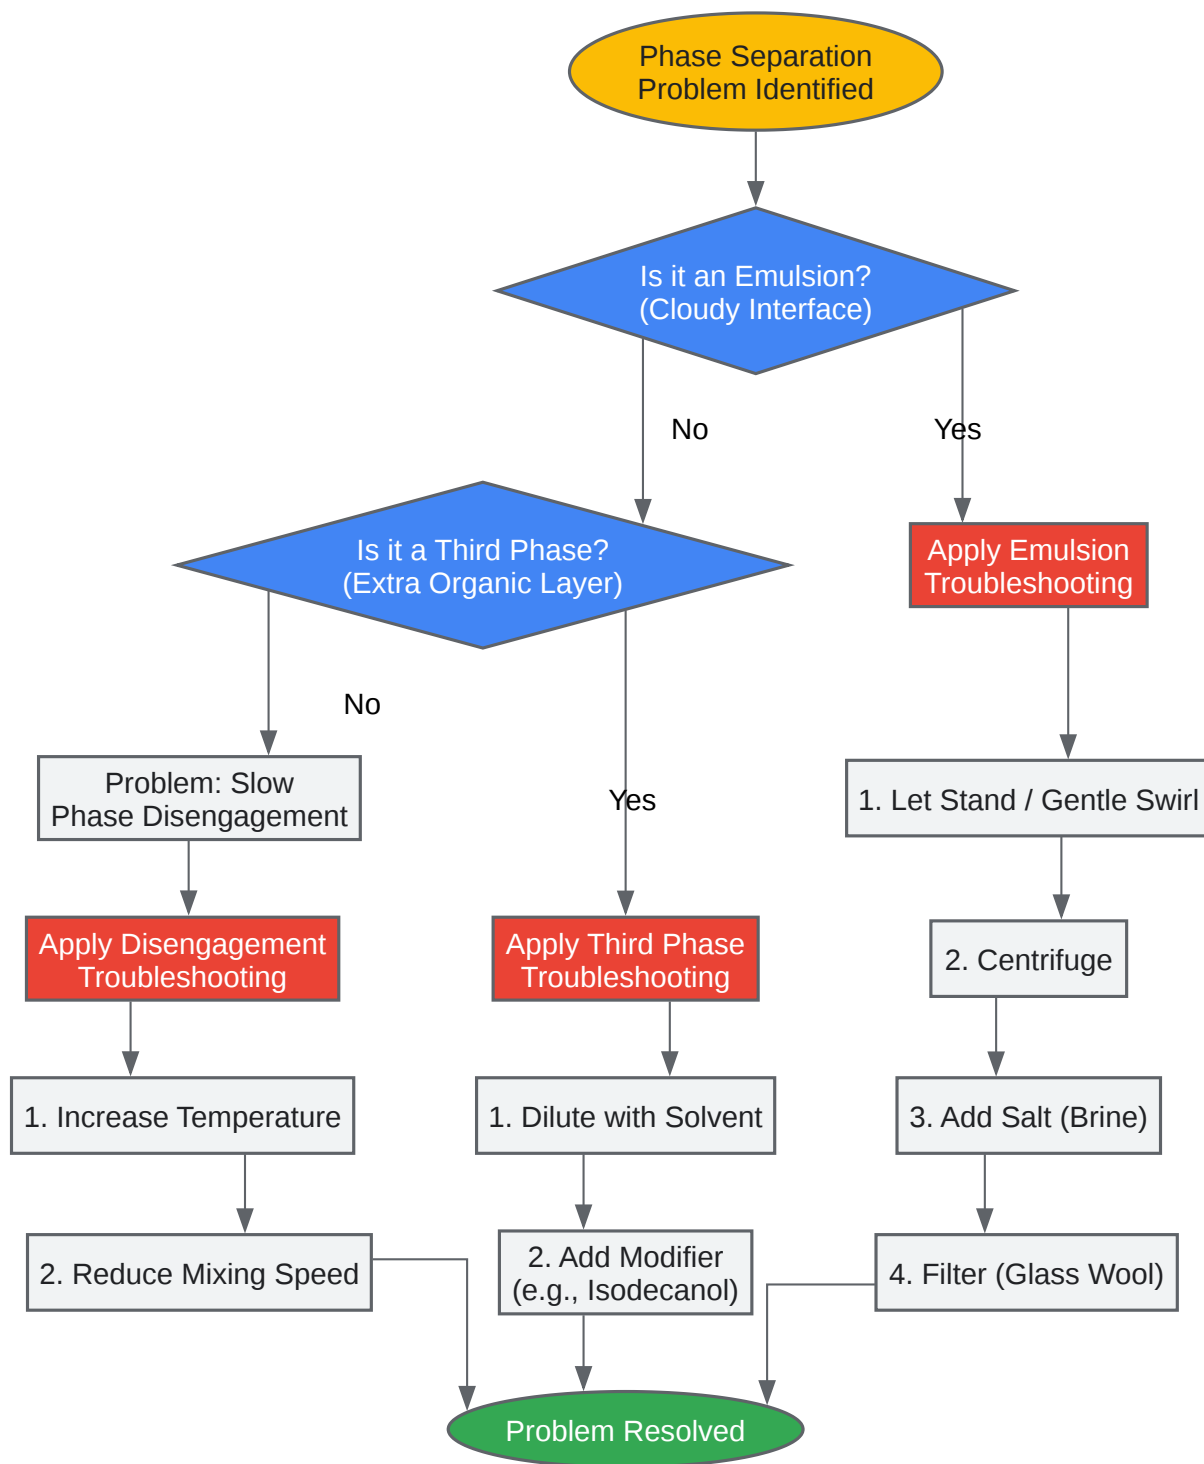 Phase Separation
Problem Identified
Is it an Emulsion?
(Cloudy Interface)
No
Yes
Is it a Third Phase?
(Extra Organic Layer)
Apply Emulsion
Troubleshooting
No
Yes
Problem: Slow
Phase Disengagement
1. Let Stand / Gentle Swirl
Apply Disengagement
Troubleshooting
Apply Third Phase
Troubleshooting
2. Centrifuge
1. Increase Temperature
1. Dilute with Solvent
3. Add Salt (Brine)
2. Reduce Mixing Speed
2. Add Modifier
(e.g., Isodecanol)
4. Filter (Glass Wool)
Problem Resolved